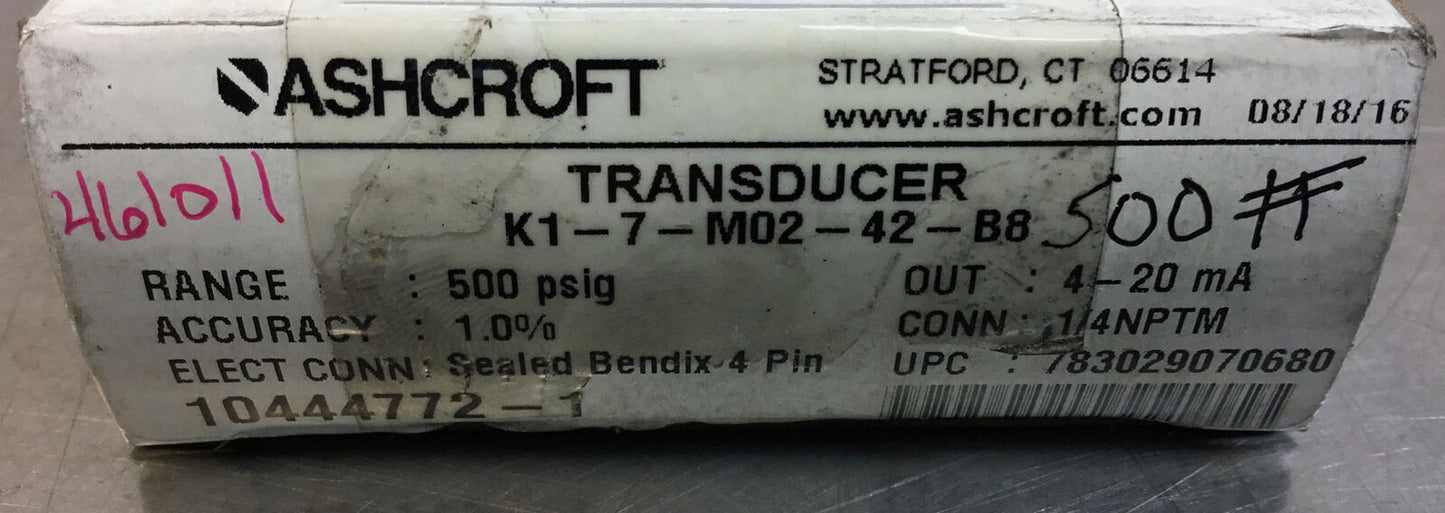 ASHCROFT
STRATFORD, CT 06614
www.ashcroft.com 08/18/16
461011
TRANSDUCER
K1-7-M02-42-B8 500#
RANGE : 500 psig
OUT : 4-20 mA
ACCURACY : 1.0%
CONN : 1/4NPTM
ELECT CONN : Sealed Bendix 4 Pin
UPC : 783029070680
10444772-1